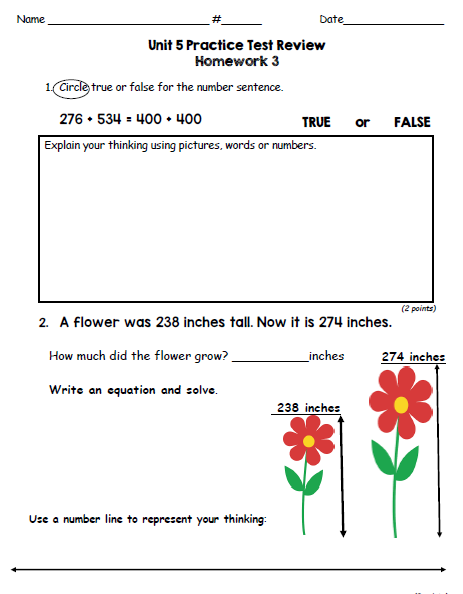 Name ____________________________ #______ Date_______________
Unit 5 Practice Test Review
Homework 3
1. Circle true or false for the number sentence.
276 + 534 = 400 + 400 TRUE or FALSE
Explain your thinking using pictures, words or numbers.
(2 points)
2. A flower was 238 inches tall. Now it is 274 inches.
How much did the flower grow? ___________inches
274 inches
Write an equation and solve.
238 inches
Use a number line to represent your thinking: